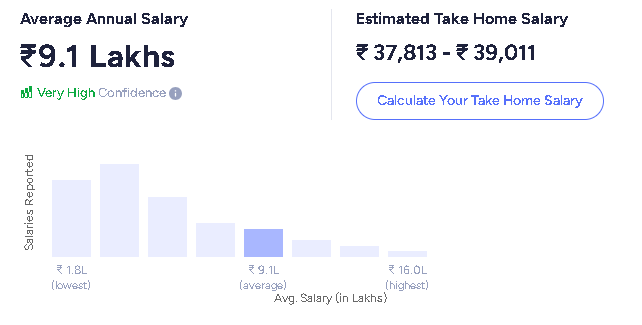 Average Annual Salary
₹9.1 Lakhs
Very High Confidence
Estimated Take Home Salary
₹ 37,813 - ₹ 39,011
Calculate Your Take Home Salary
Salaries Reported
₹ 1.8L
(lowest)
₹ 9.1L
(average)
₹ 16.0L
(highest)
Avg. Salary (in Lakhs)